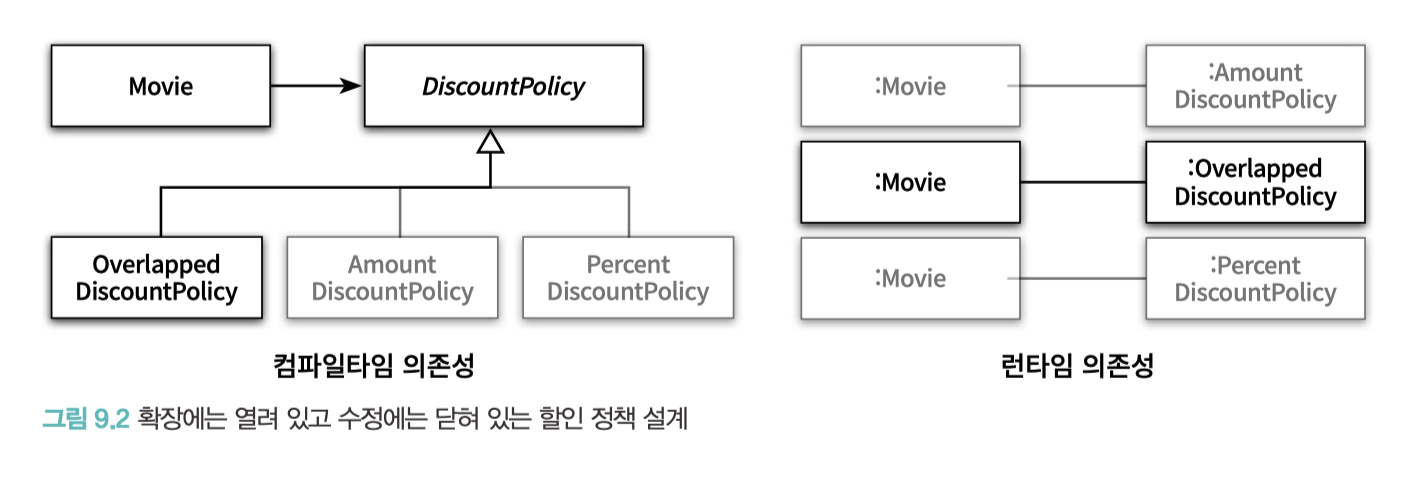 Movie
DiscountPolicy
Overlapped
DiscountPolicy
Amount
DiscountPolicy
Percent
DiscountPolicy
컴파일타임 의존성
:Movie
:Amount
DiscountPolicy
:Movie
:Overlapped
DiscountPolicy
:Movie
:Percent
DiscountPolicy
런타임 의존성
그림 9.2 확장에는 열려 있고 수정에는 닫혀 있는 할인 정책 설계